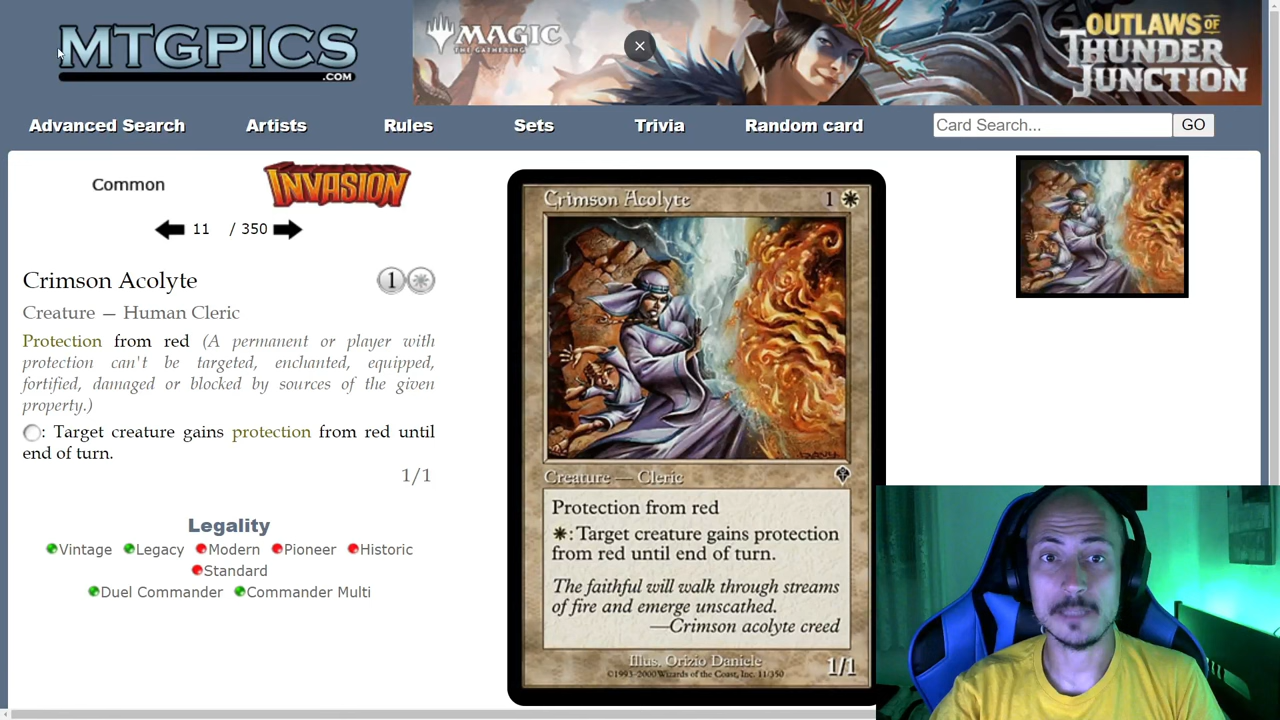 MTGPICS
.COM
MAGIC
THE GATHERING
OUTLAWS OF
THUNDER
JUNCTION
Advanced Search
Artists
Rules
Sets
Trivia
Random card
Card Search...
GO
Common
INVASION
11 / 350
Crimson Acolyte
1
Creature — Human Cleric
Protection from red (A permanent or player with
protection can't be targeted, enchanted, equipped,
fortified, damaged or blocked by sources of the given
property.)
: Target creature gains protection from red until
end of turn.
1/1
Legality
Vintage Legacy Modern Pioneer Historic
Standard
Duel Commander Commander Multi
Crimson Acolyte 1
Creature — Cleric
Protection from red
: Target creature gains protection
from red until end of turn.
The faithful will walk through streams
of fire and emerge unscathed.
—Crimson acolyte creed
Illus. Orizio Daniele
©1993-2000 Wizards of the Coast, Inc. 11/350
1/1